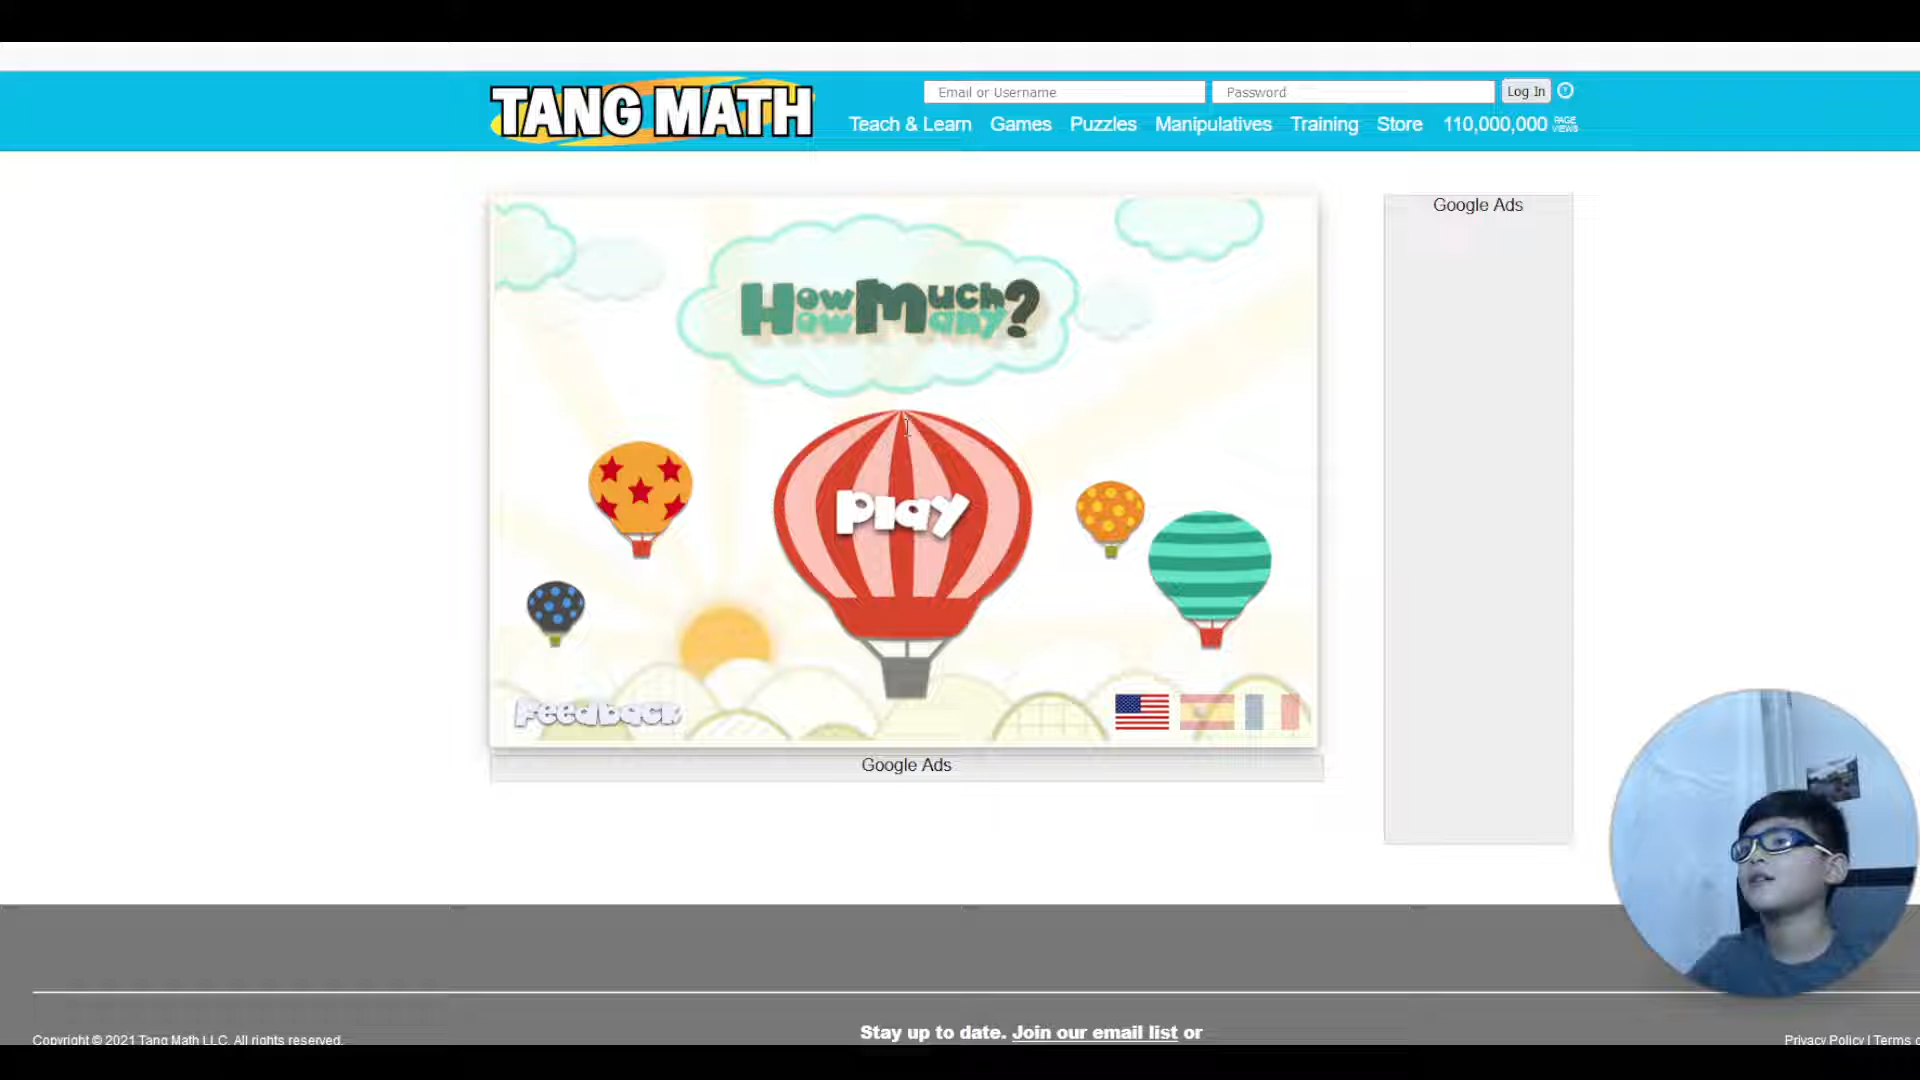 TANG MATH
Email or Username
Password
Log In
Teach & Learn
Games
Puzzles
Manipulatives
Training
Store
110,000,000 PAGE VIEWS
Google Ads
How Much?
How Many?
Play
Feedback
Google Ads
Stay up to date. Join our email list or
Copyright © 2021 Tang Math LLC. All rights reserved.
Privacy Policy | Terms